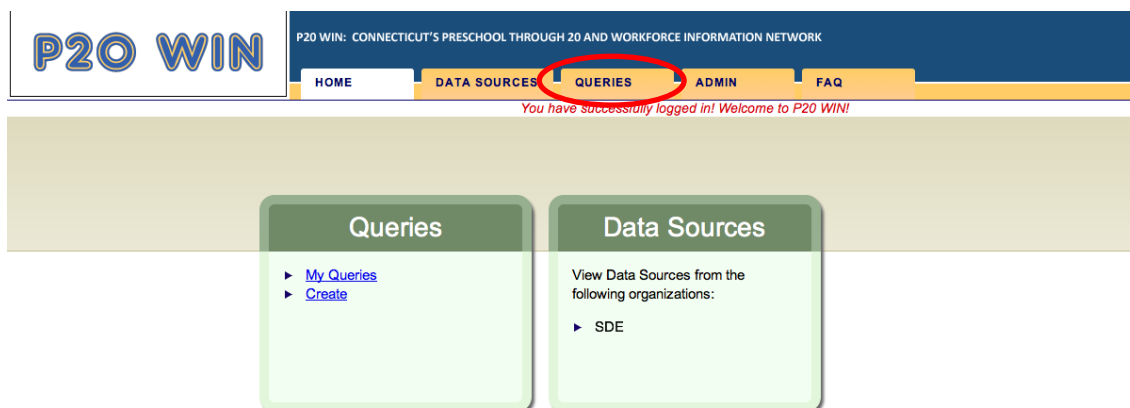 P20 WIN
P20 WIN: CONNECTICUT'S PRESCHOOL THROUGH 20 AND WORKFORCE INFORMATION NETWORK
HOME DATA SOURCES QUERIES ADMIN FAQ
You have successfully logged in! Welcome to P20 WIN!
Queries
► My Queries
► Create
Data Sources
View Data Sources from the
following organizations:
► SDE